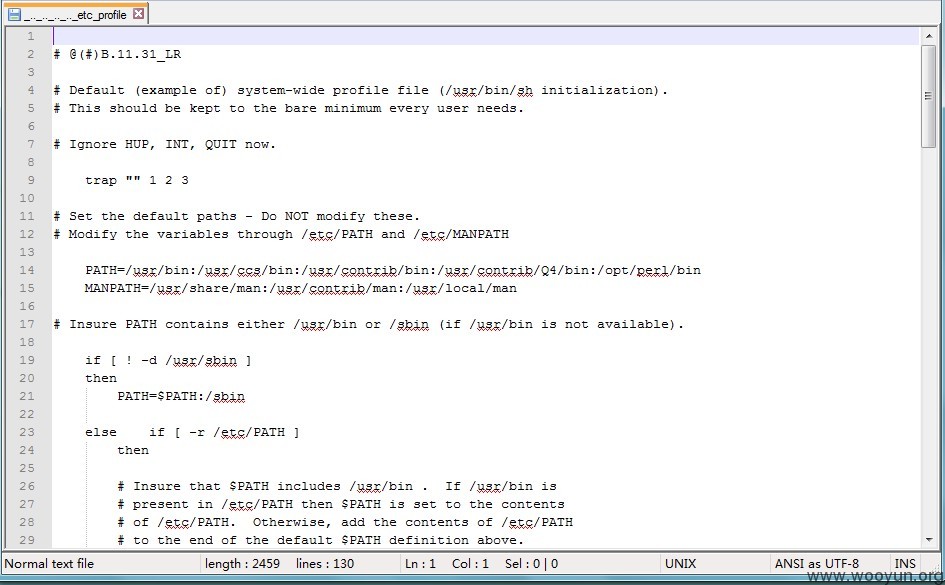 _.._.._.._.._etc_profile
1
2 # @(#)B.11.31_LR
3
4 # Default (example of) system-wide profile file (/usr/bin/sh initialization).
5 # This should be kept to the bare minimum every user needs.
6
7 # Ignore HUP, INT, QUIT now.
8
9 trap "" 1 2 3
10
11 # Set the default paths - Do NOT modify these.
12 # Modify the variables through /etc/PATH and /etc/MANPATH
13
14 PATH=/usr/bin:/usr/ccs/bin:/usr/contrib/bin:/usr/contrib/Q4/bin:/opt/perl/bin
15 MANPATH=/usr/share/man:/usr/contrib/man:/usr/local/man
16
17 # Insure PATH contains either /usr/bin or /sbin (if /usr/bin is not available).
18
19 if [ ! -d /usr/sbin ]
20 then
21 PATH=$PATH:/sbin
22
23 else if [ -r /etc/PATH ]
24 then
25
26 # Insure that $PATH includes /usr/bin . If /usr/bin is
27 # present in /etc/PATH then $PATH is set to the contents
28 # of /etc/PATH. Otherwise, add the contents of /etc/PATH
29 # to the end of the default $PATH definition above.
Normal text file length : 2459 lines : 130 Ln : 1 Col : 1 Sel : 0 | 0 UNIX ANSI as UTF-8 INS
www.wooyun.org